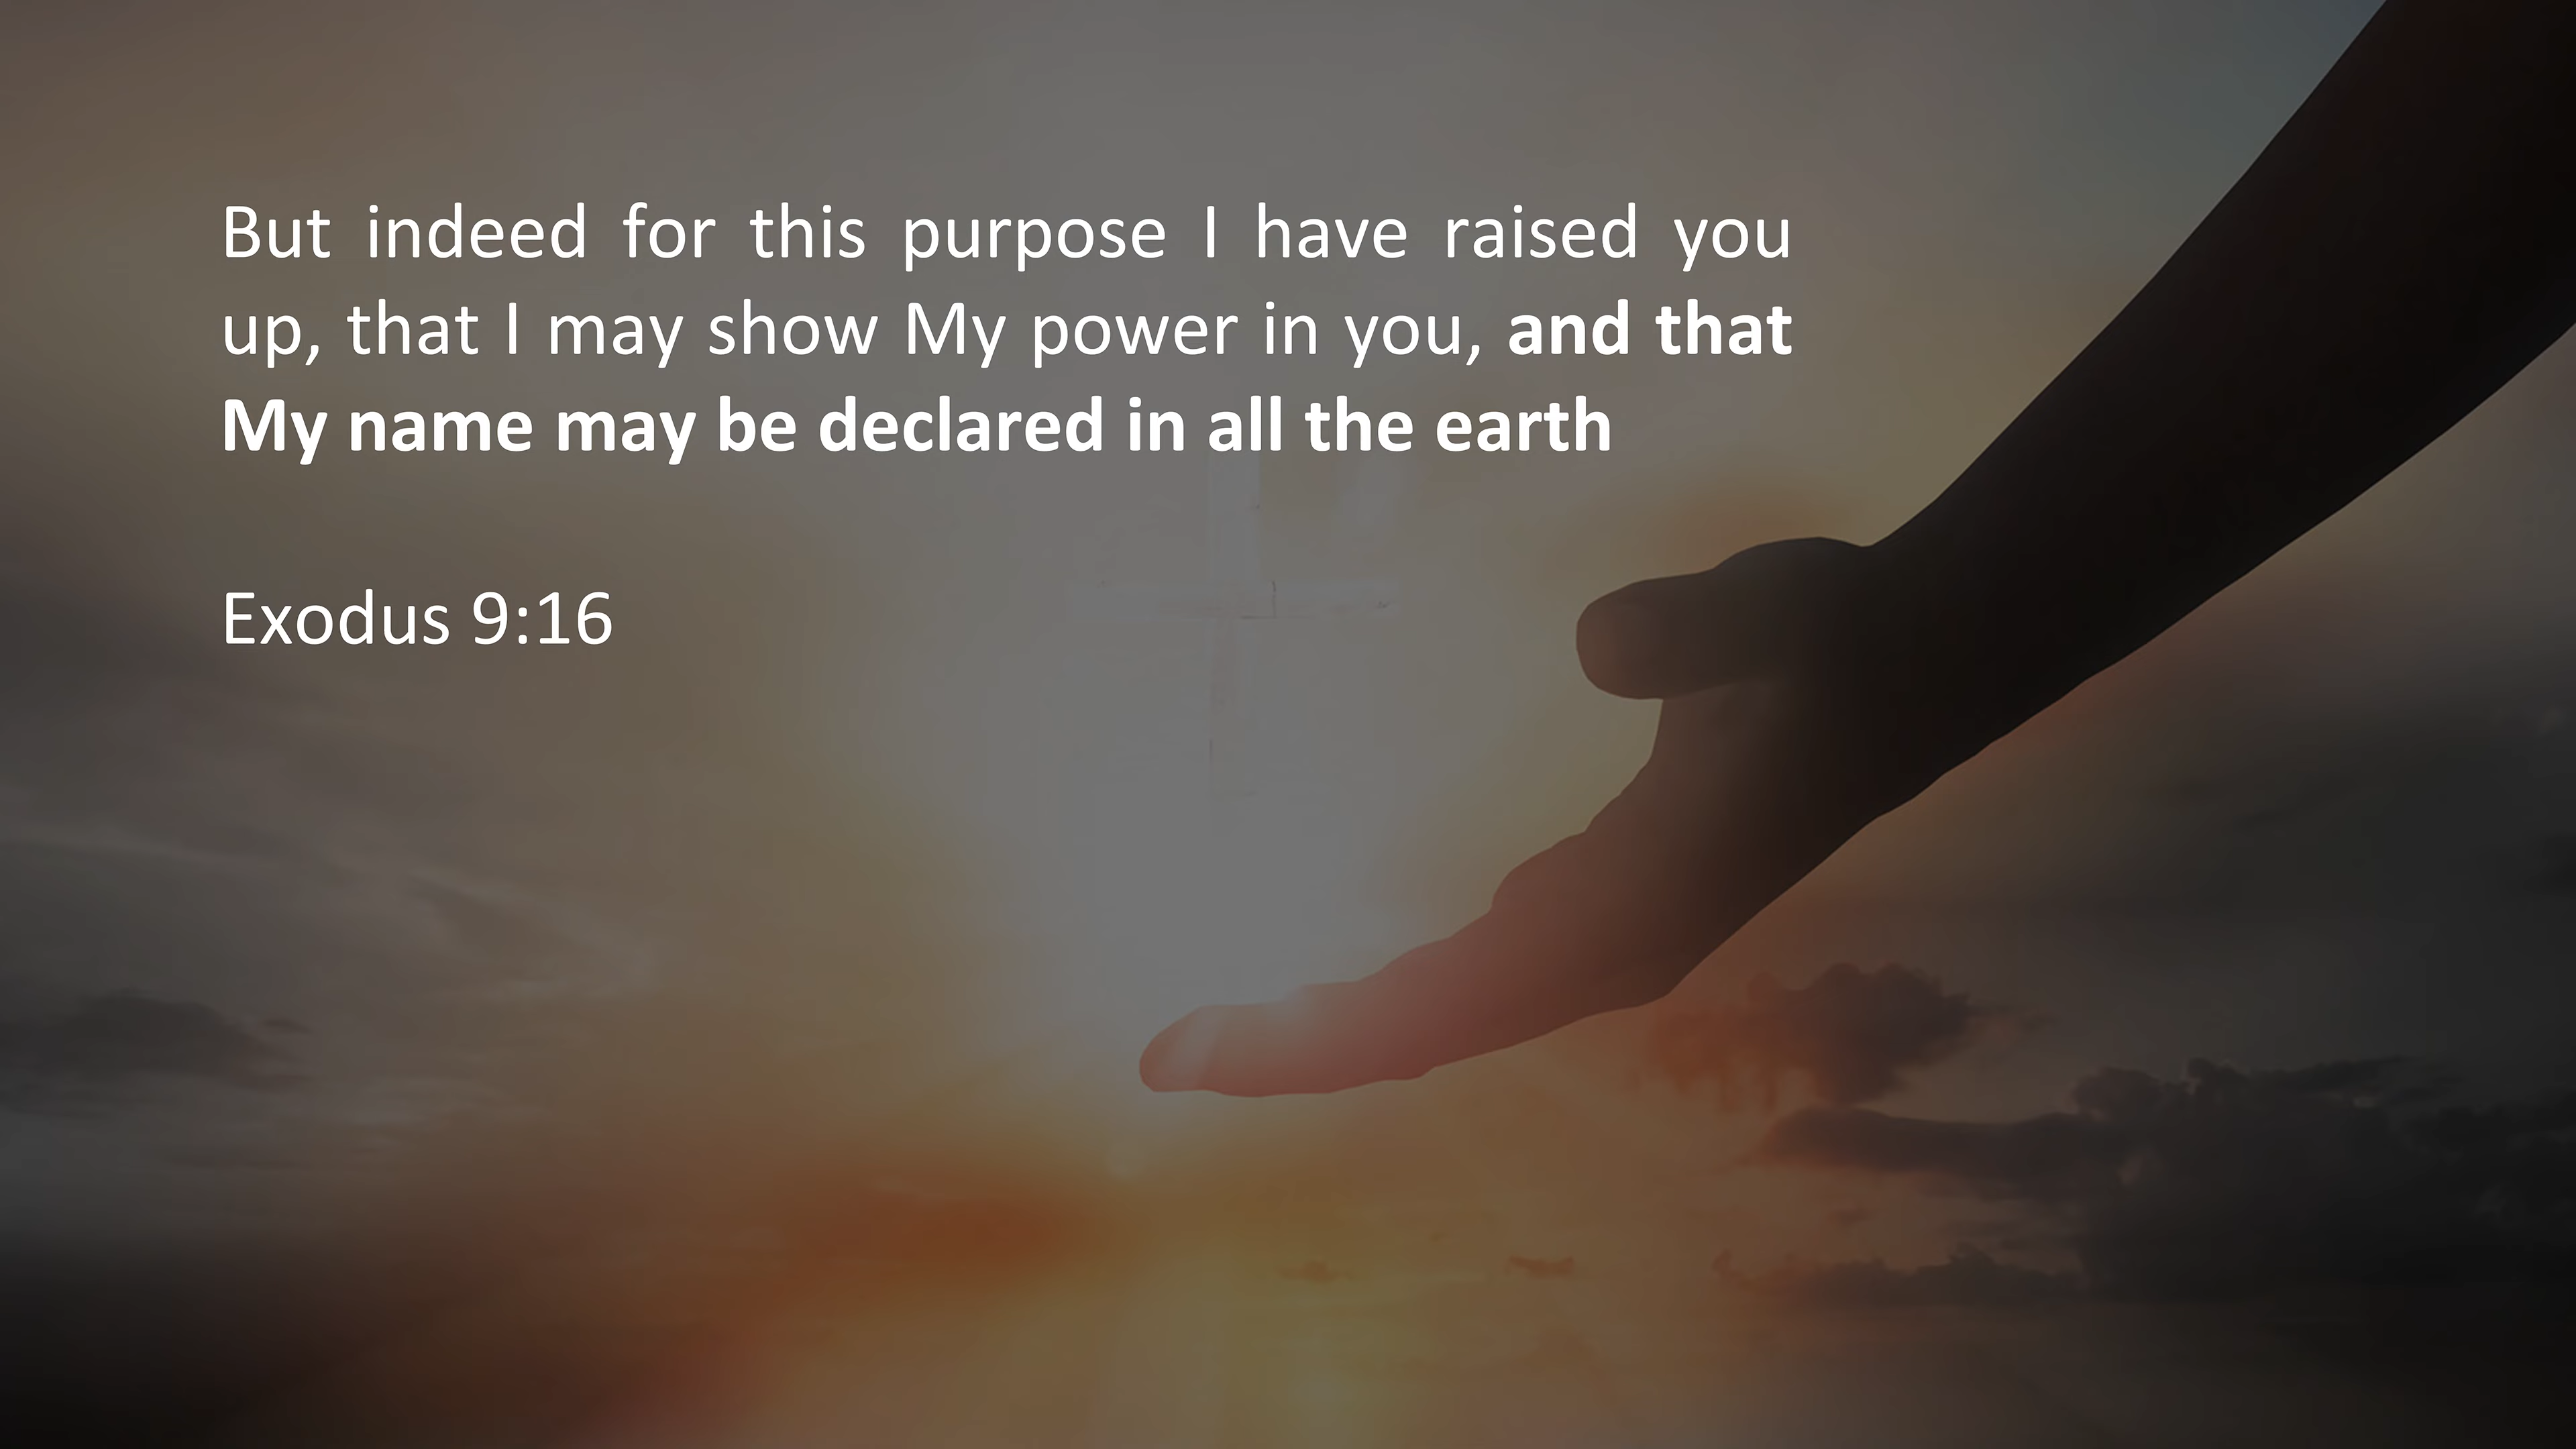 But indeed for this purpose I have raised you
up, that I may show My power in you, and that
My name may be declared in all the earth
Exodus 9:16